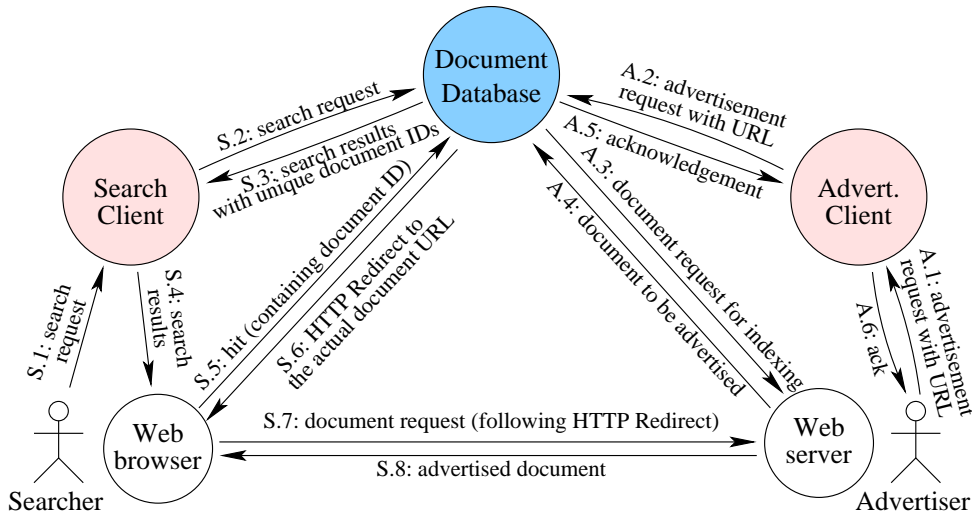 Document
Database
S.2: search request
S.3: search results
with unique document IDs
A.2: advertisement
request with URL
A.5: acknowledgement
Search
Client
Advert.
Client
S.1: search
request
S.4: search
results
S.5: hit (containing document ID)
S.6: HTTP Redirect to
the actual document URL
A.3: document request for indexing
A.4: document to be advertised
A.1: advertisement
request with URL
A.6: ack
Web
browser
S.7: document request (following HTTP Redirect)
S.8: advertised document
Web
server
Searcher
Advertiser